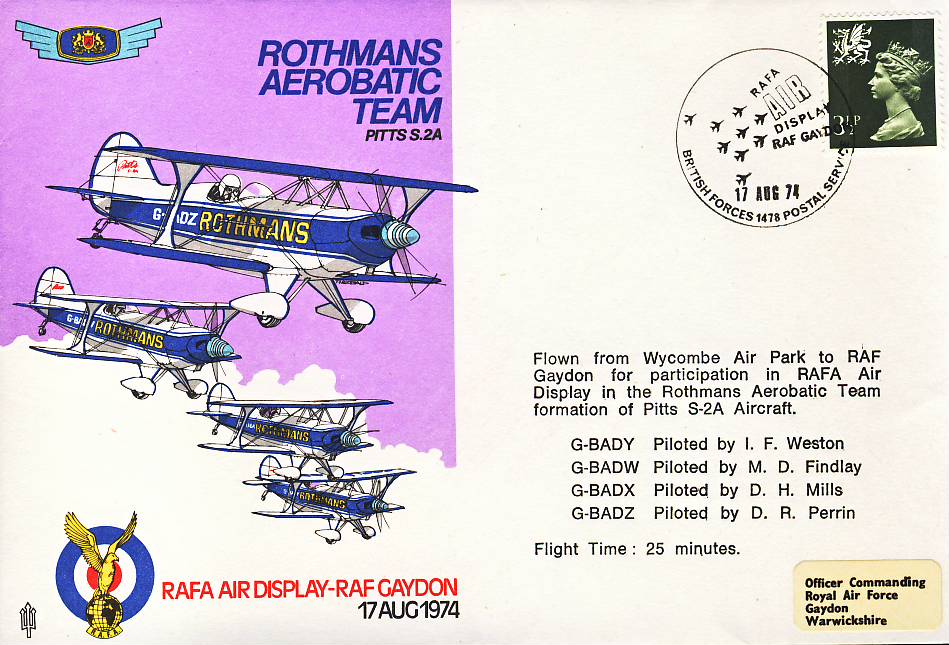 ROTHMANS
AEROBATIC
TEAM
PITTS S.2A
3½P
RAFA
AIR
DISPLAY
RAF GAYDON
17 AUG 74
BRITISH FORCES 1478 POSTAL SERVICE
Pitts
G-BADZ ROTHMANS
ROTHMANS
ROTHMANS
ROTHMANS
Flown from Wycombe Air Park to RAF
Gaydon for participation in RAFA Air
Display in the Rothmans Aerobatic Team
formation of Pitts S-2A Aircraft.
G-BADY Piloted by I. F. Weston
G-BADW Piloted by M. D. Findlay
G-BADX Piloted by D. H. Mills
G-BADZ Piloted by D. R. Perrin
Flight Time : 25 minutes.
RAFA
RAFA AIR DISPLAY-RAF GAYDON
17 AUG 1974
Officer Commanding
Royal Air Force
Gaydon
Warwickshire